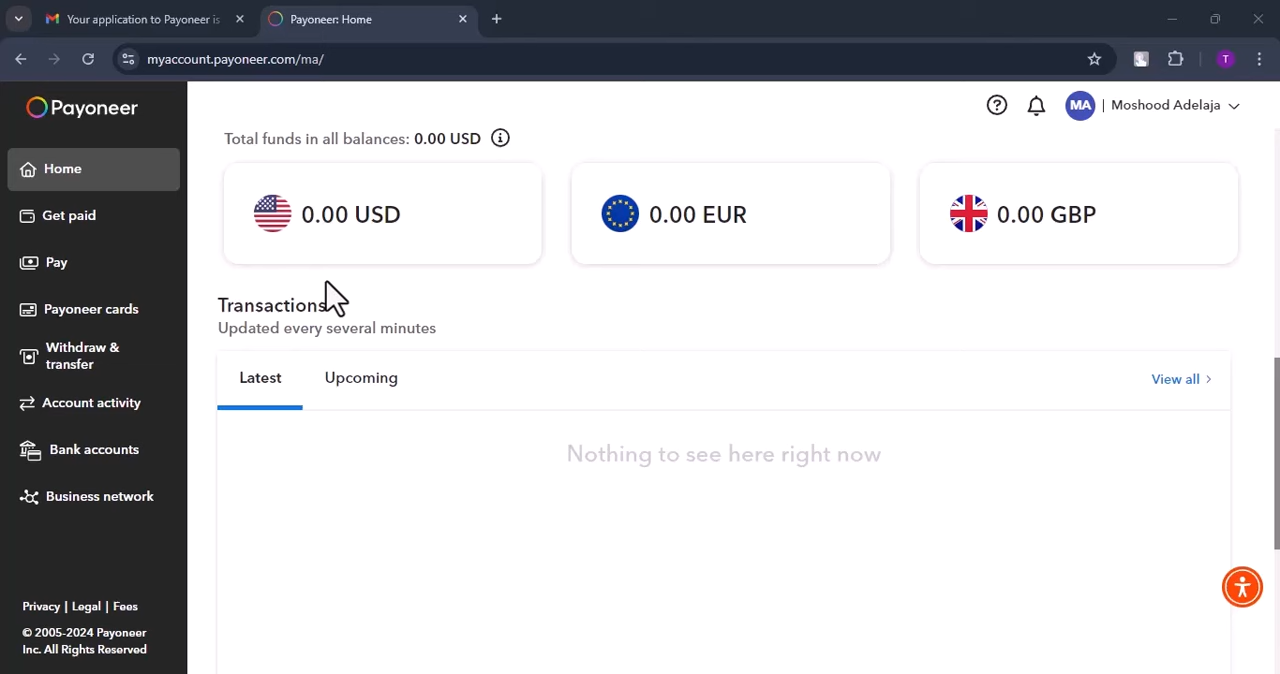 Your application to Payoneer is
Payoneer: Home
myaccount.payoneer.com/ma/
T
Payoneer
MA | Moshood Adelaja
Total funds in all balances: 0.00 USD
Home
0.00 USD
0.00 EUR
0.00 GBP
Get paid
Pay
Payoneer cards
Transactions
Updated every several minutes
Withdraw &
transfer
Latest
Upcoming
View all >
Account activity
Nothing to see here right now
Bank accounts
Business network
Privacy | Legal | Fees
© 2005-2024 Payoneer
Inc. All Rights Reserved